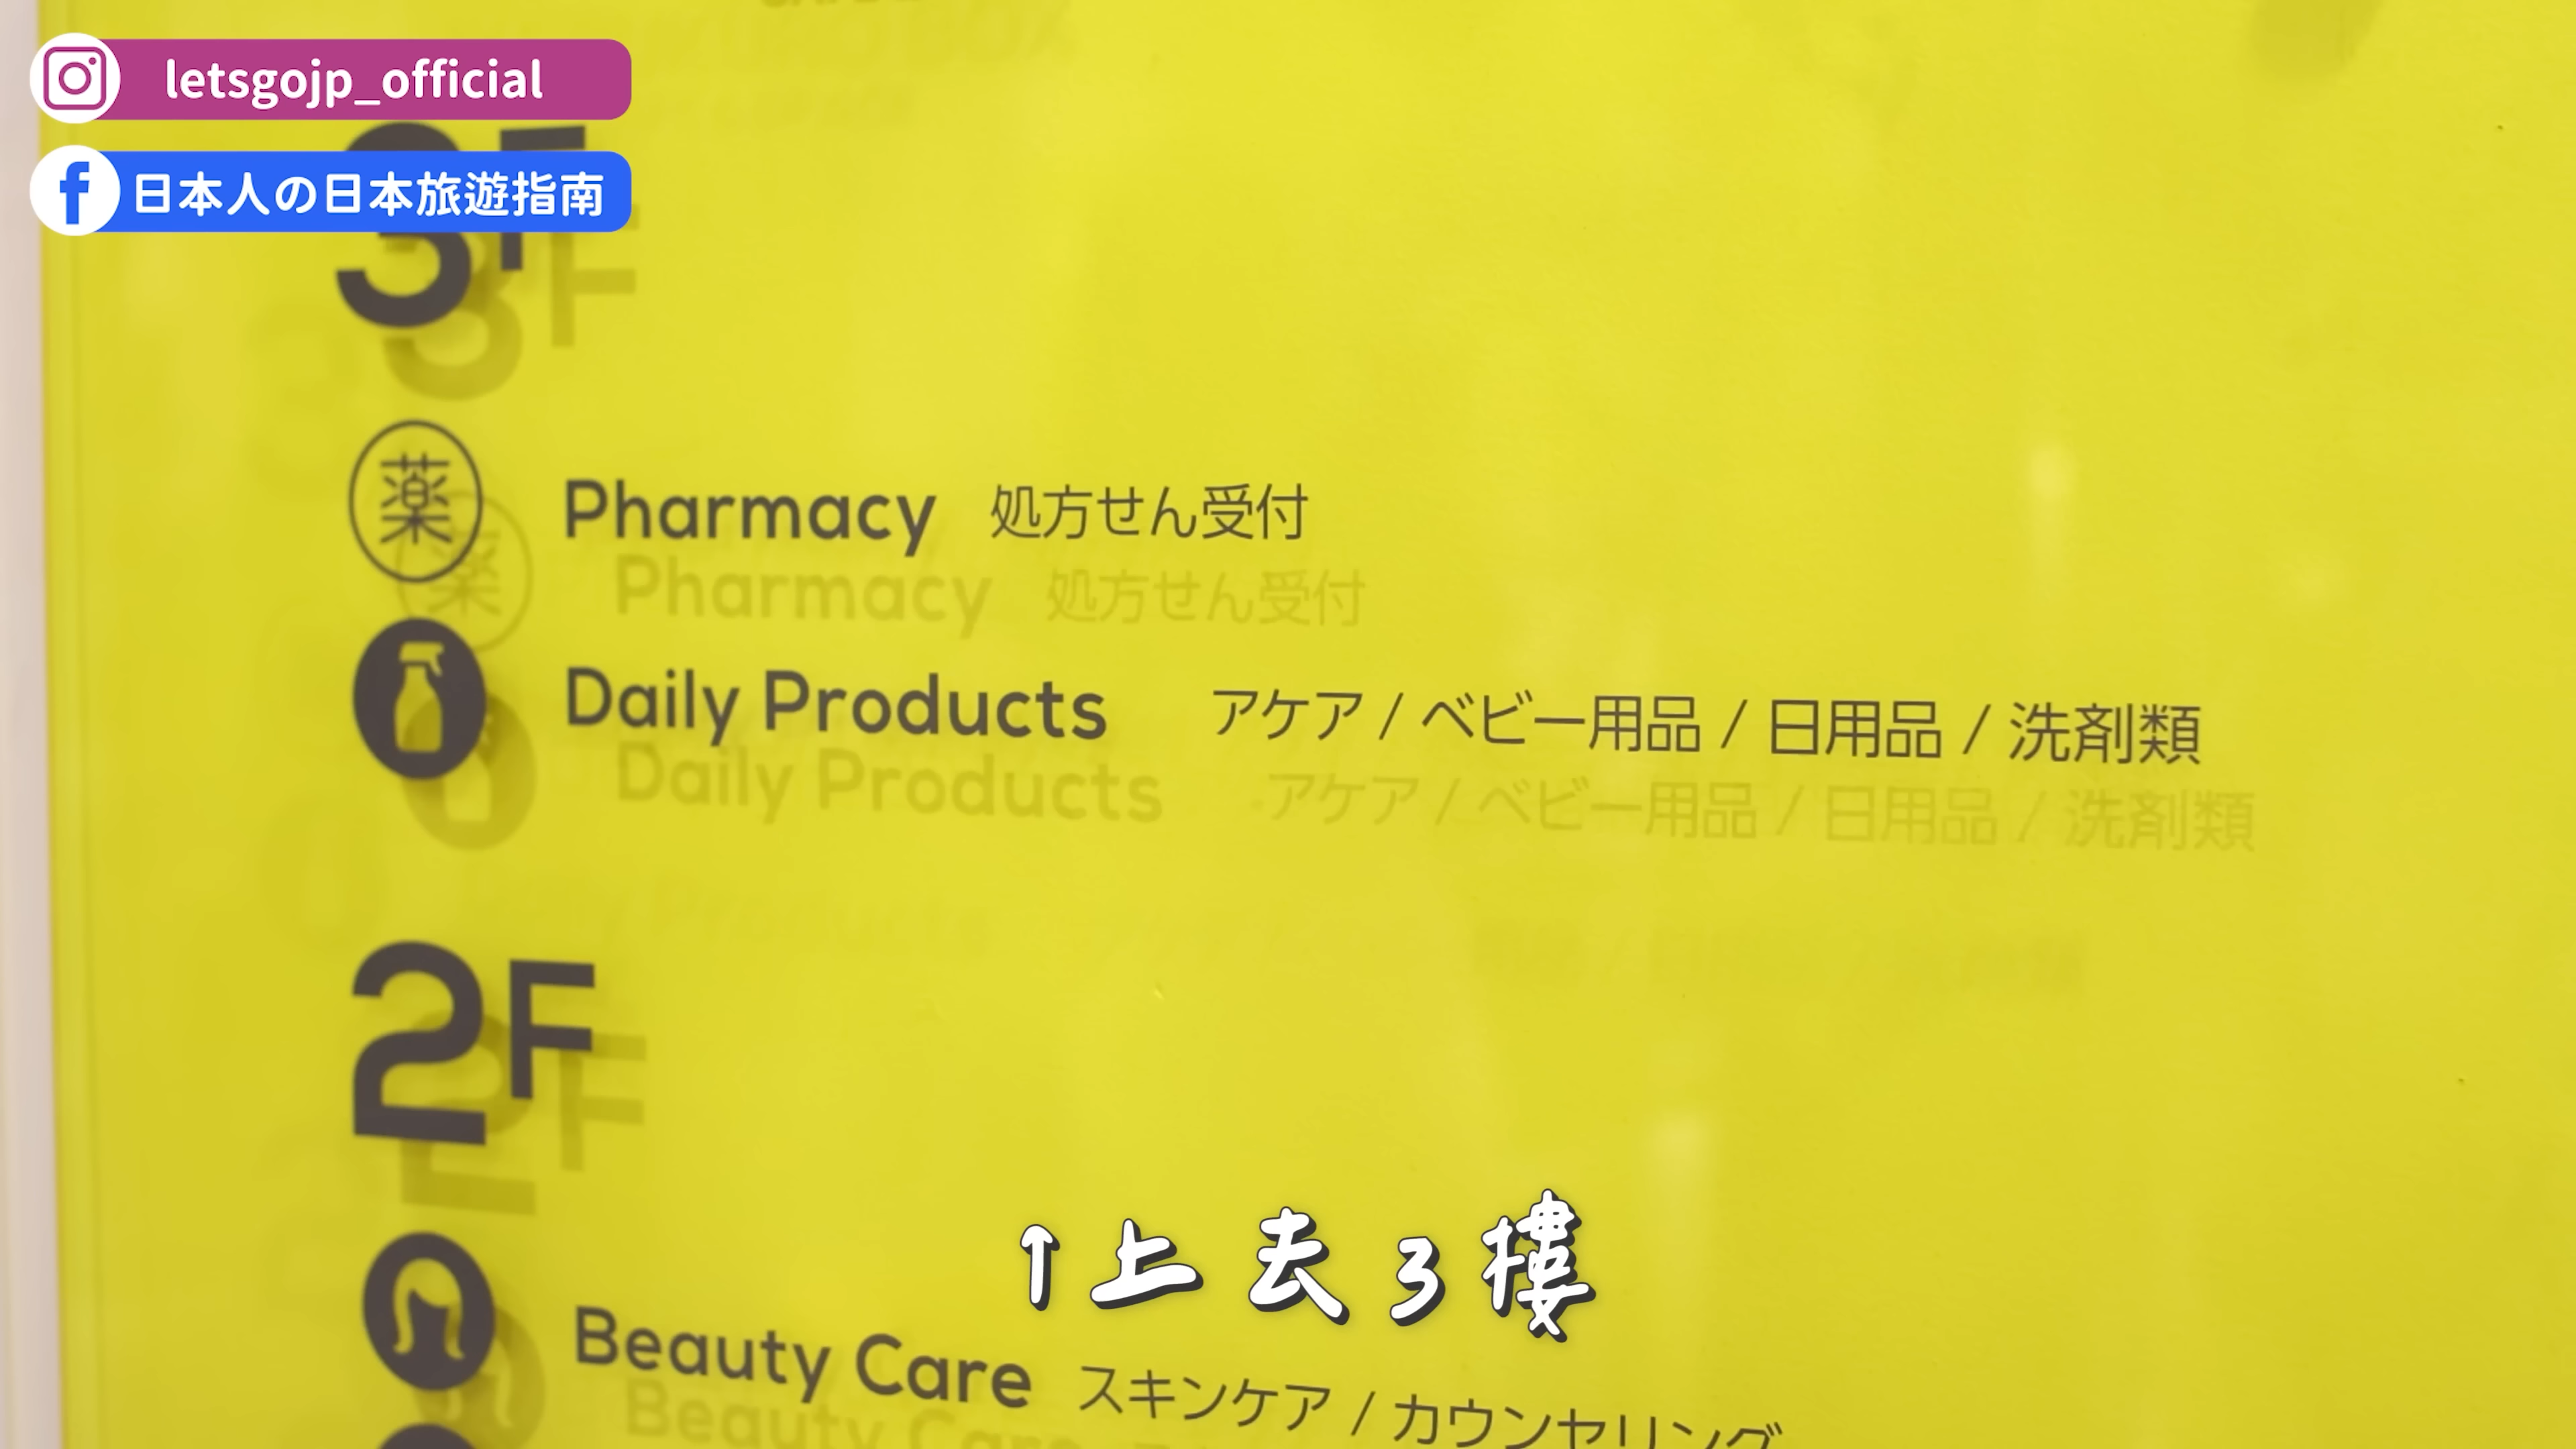 letsgojp_official
日本人の日本旅遊指南
3F
薬 Pharmacy 処方せん受付
Daily Products アケア / ベビー用品 / 日用品 / 洗剤類
2F
↑上去3樓
Beauty Care スキンケア / カウンセリング